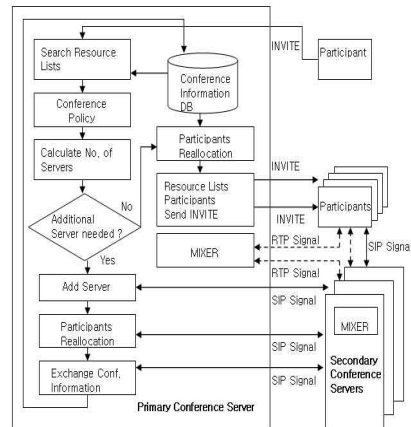 Search Resource
Lists
Conference
Information
DB
INVITE
Participant
Conference
Policy
Participants
Reallocation
Calculate No. of
Servers
INVITE
Resource Lists
Participants
Send INVITE
No
Additional
Server needed ?
INVITE
Participants
Yes
MIXER
RTP Signal
SIP Signal
RTP Signal
Add Server
SIP Signal
Participants
Reallocation
MIXER
SIP Signal
Secondary
Conference
Servers
Exchange Conf.
Information
SIP Signal
Primary Conference Server